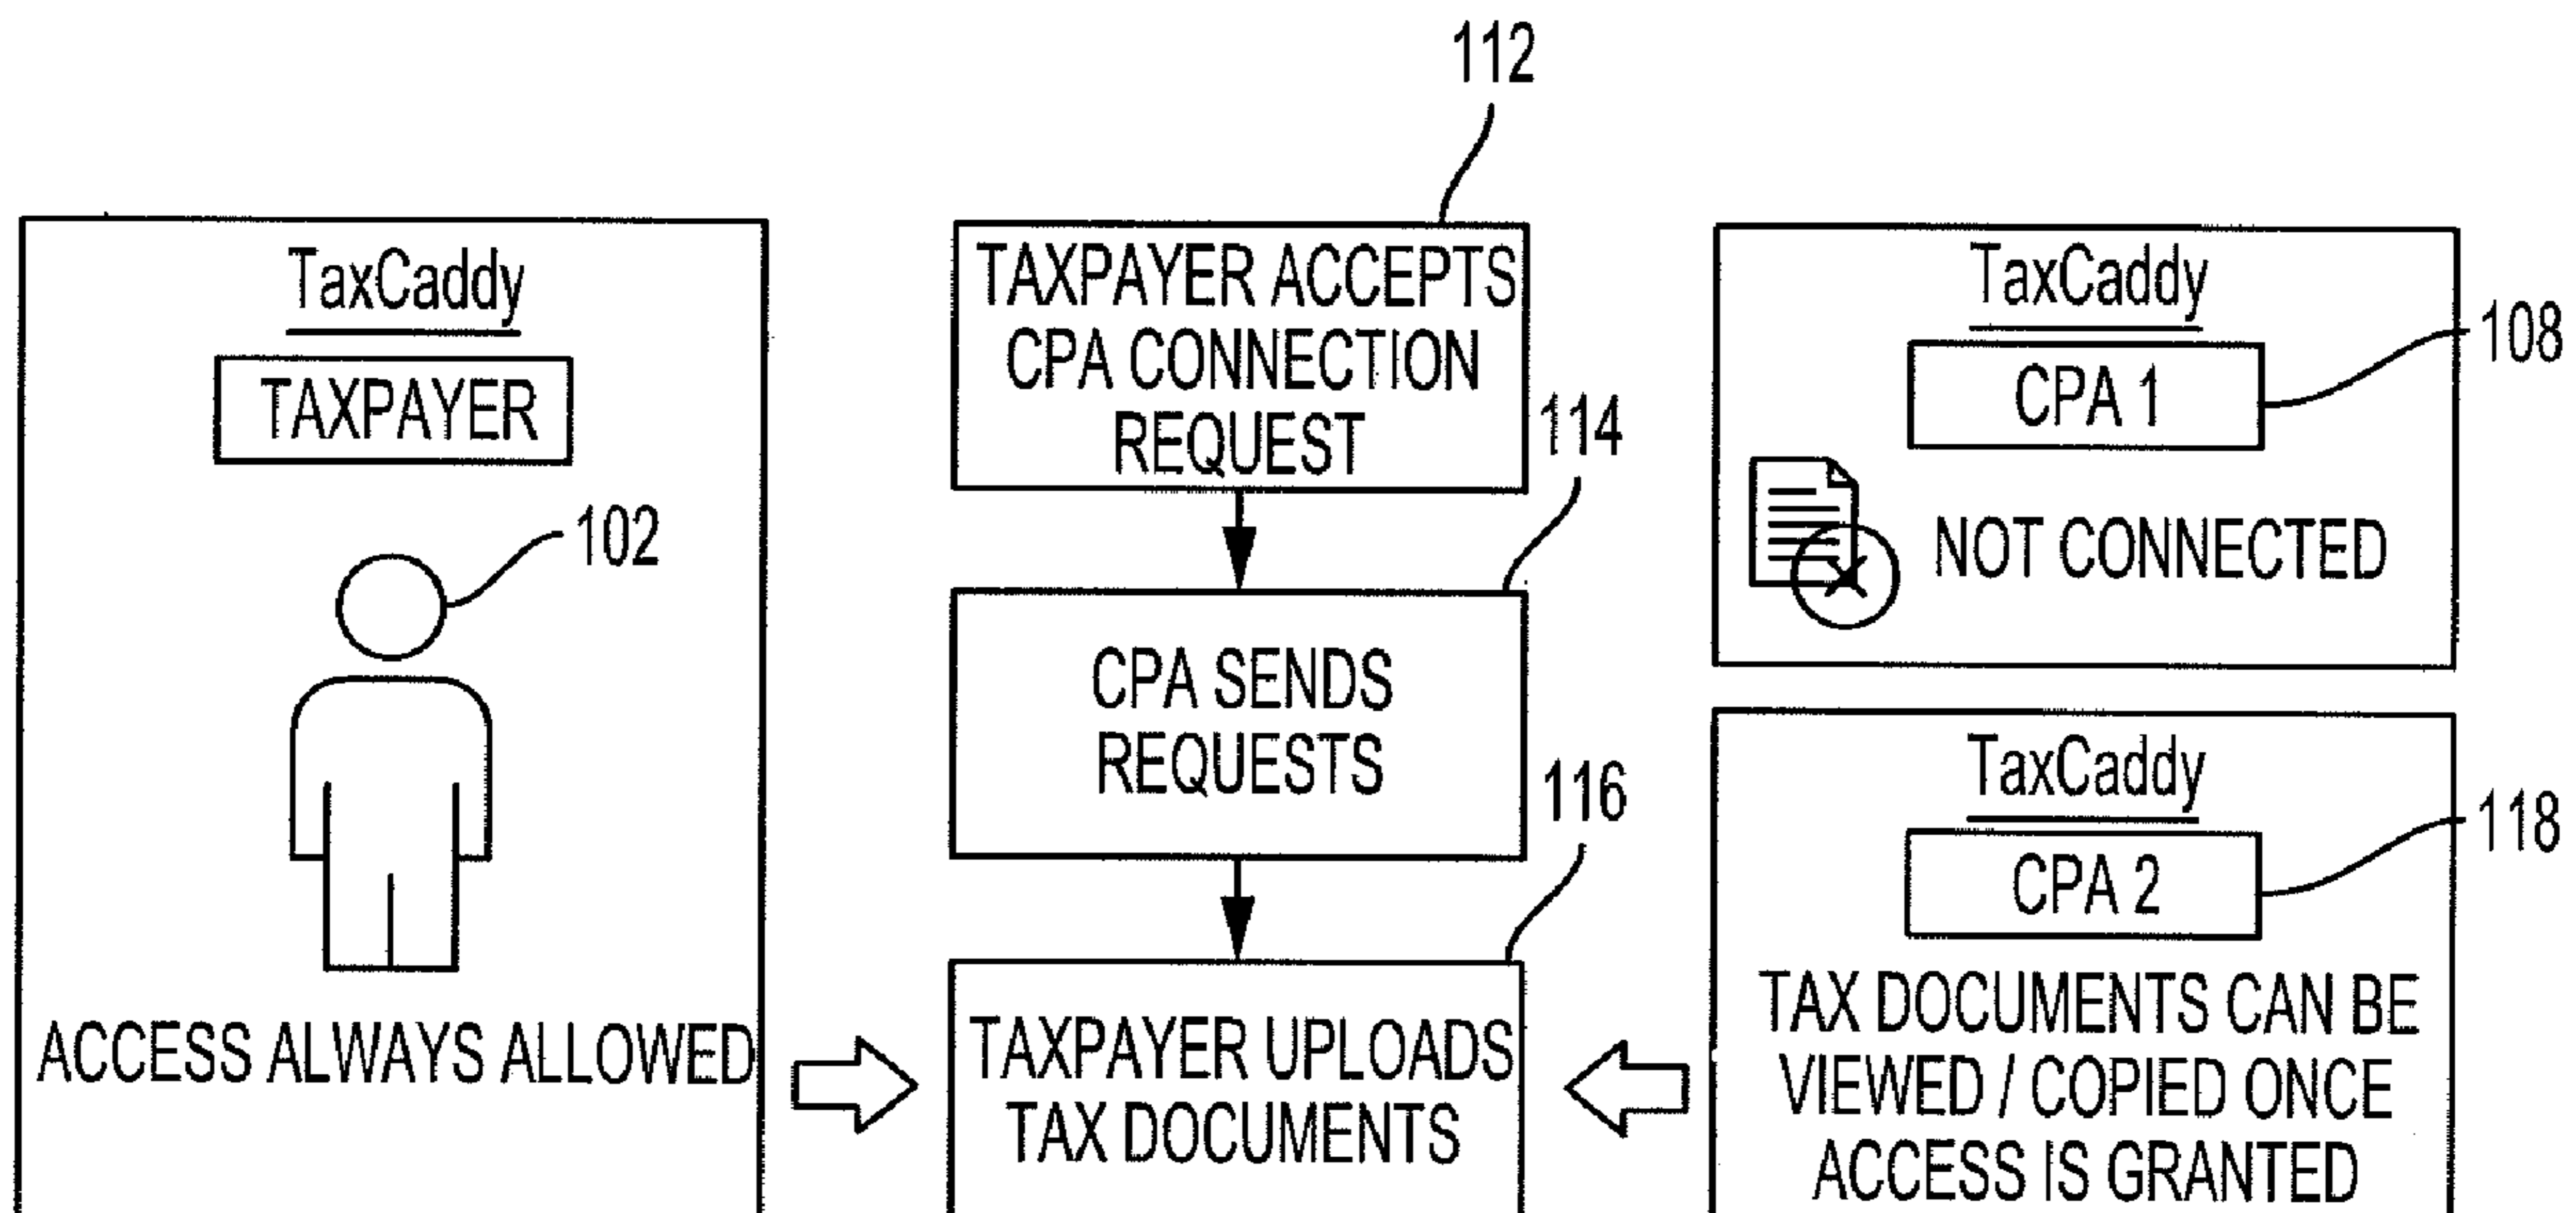 112
TaxCaddy
TAXPAYER
102
ACCESS ALWAYS ALLOWED
TAXPAYER ACCEPTS
CPA CONNECTION
REQUEST
114
CPA SENDS
REQUESTS
116
TAXPAYER UPLOADS
TAX DOCUMENTS
TaxCaddy
CPA 1
108
NOT CONNECTED
TaxCaddy
CPA 2
118
TAX DOCUMENTS CAN BE
VIEWED / COPIED ONCE
ACCESS IS GRANTED